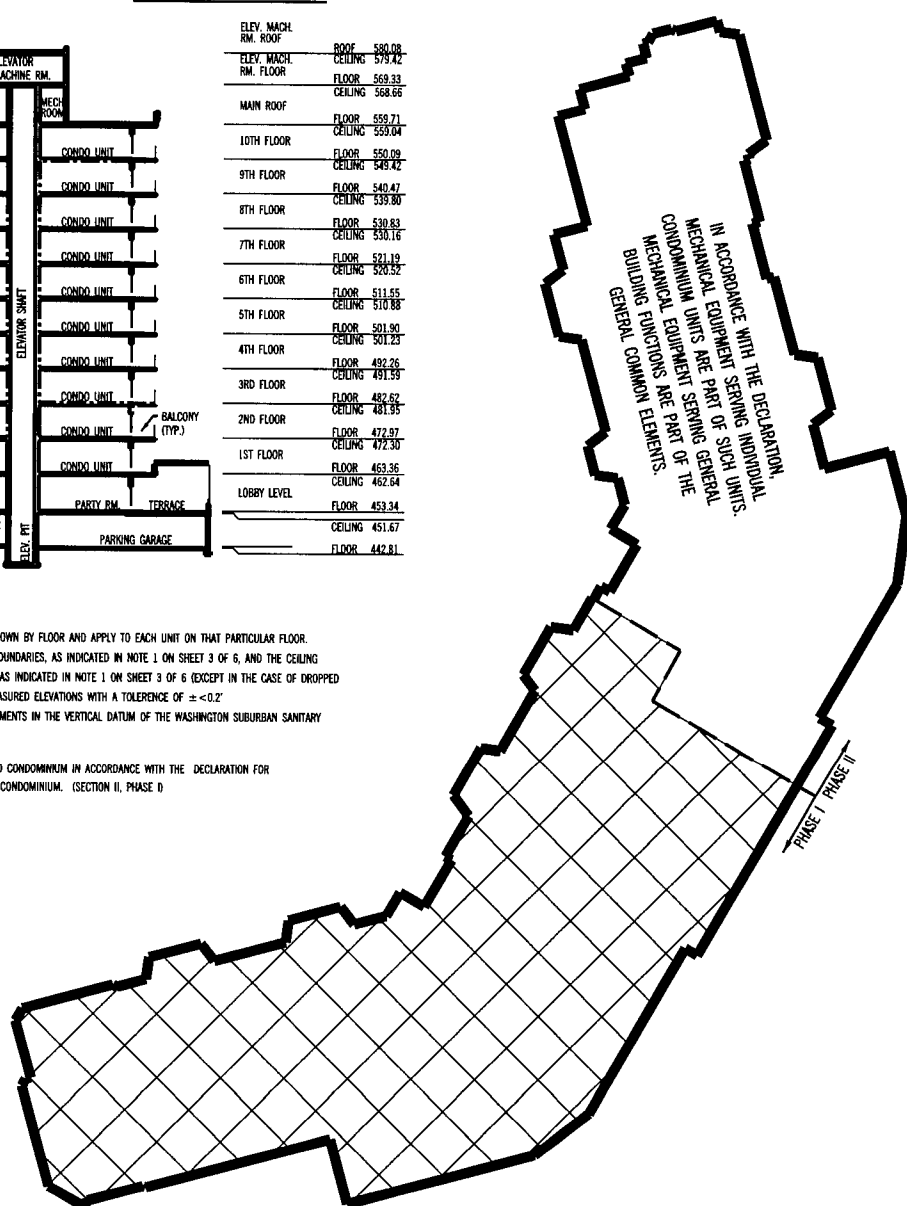 ELEVATOR
MACHINE RM.
MECH
ROOM
CONDO UNIT
CONDO UNIT
CONDO UNIT
CONDO UNIT
CONDO UNIT
CONDO UNIT
CONDO UNIT
CONDO UNIT
CONDO UNIT
CONDO UNIT
ELEVATOR SHAFT
BALCONY
(TYP.)
PARTY RM. TERRACE
PARKING GARAGE
ELEV. PIT
ELEV. MACH.
RM. ROOF
ROOF 580.08
ELEV. MACH. CEILING 579.42
RM. FLOOR
FLOOR 569.33
CEILING 568.66
MAIN ROOF
FLOOR 559.71
CEILING 559.04
10TH FLOOR
FLOOR 550.09
CEILING 549.42
9TH FLOOR
FLOOR 540.47
CEILING 539.80
8TH FLOOR
FLOOR 530.83
CEILING 530.16
7TH FLOOR
FLOOR 521.19
CEILING 520.52
6TH FLOOR
FLOOR 511.55
CEILING 510.88
5TH FLOOR
FLOOR 501.90
CEILING 501.23
4TH FLOOR
FLOOR 492.26
CEILING 491.59
3RD FLOOR
FLOOR 482.62
CEILING 481.95
2ND FLOOR
FLOOR 472.97
CEILING 472.30
1ST FLOOR
FLOOR 463.36
CEILING 462.64
LOBBY LEVEL
FLOOR 453.34
CEILING 451.67
FLOOR 442.81
OWN BY FLOOR AND APPLY TO EACH UNIT ON THAT PARTICULAR FLOOR.
OUNDARIES, AS INDICATED IN NOTE 1 ON SHEET 3 OF 6, AND THE CEILING
AS INDICATED IN NOTE 1 ON SHEET 3 OF 6 (EXCEPT IN THE CASE OF DROPPED
ASURED ELEVATIONS WITH A TOLERENCE OF ±<0.2'
MENTS IN THE VERTICAL DATUM OF THE WASHINGTON SUBURBAN SANITARY
CONDOMINIUM IN ACCORDANCE WITH THE DECLARATION FOR
CONDOMINIUM. (SECTION II, PHASE I)
IN ACCORDANCE WITH THE DECLARATION,
MECHANICAL EQUIPMENT SERVING INDIVIDUAL
CONDOMINIUM UNITS ARE PART OF SUCH UNITS.
MECHANICAL EQUIPMENT SERVING GENERAL
BUILDING FUNCTIONS ARE PART OF THE
GENERAL COMMON ELEMENTS.
PHASE I PHASE II